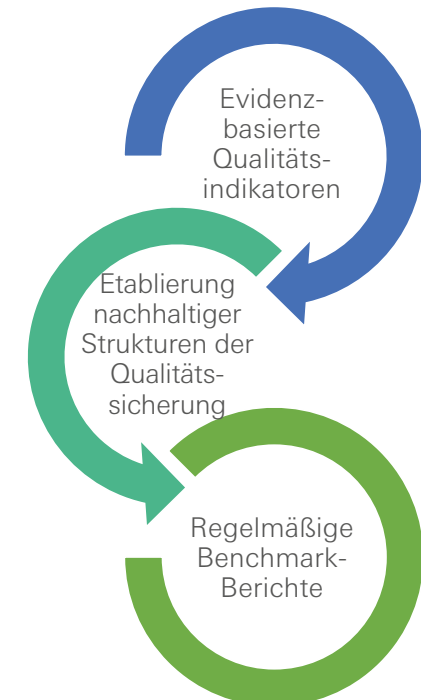 Evidenz-
basierte
Qualitäts-
indikatoren
Etablierung
nachhaltiger
Strukturen der
Qualitäts-
sicherung
Regelmäßige
Benchmark-
Berichte